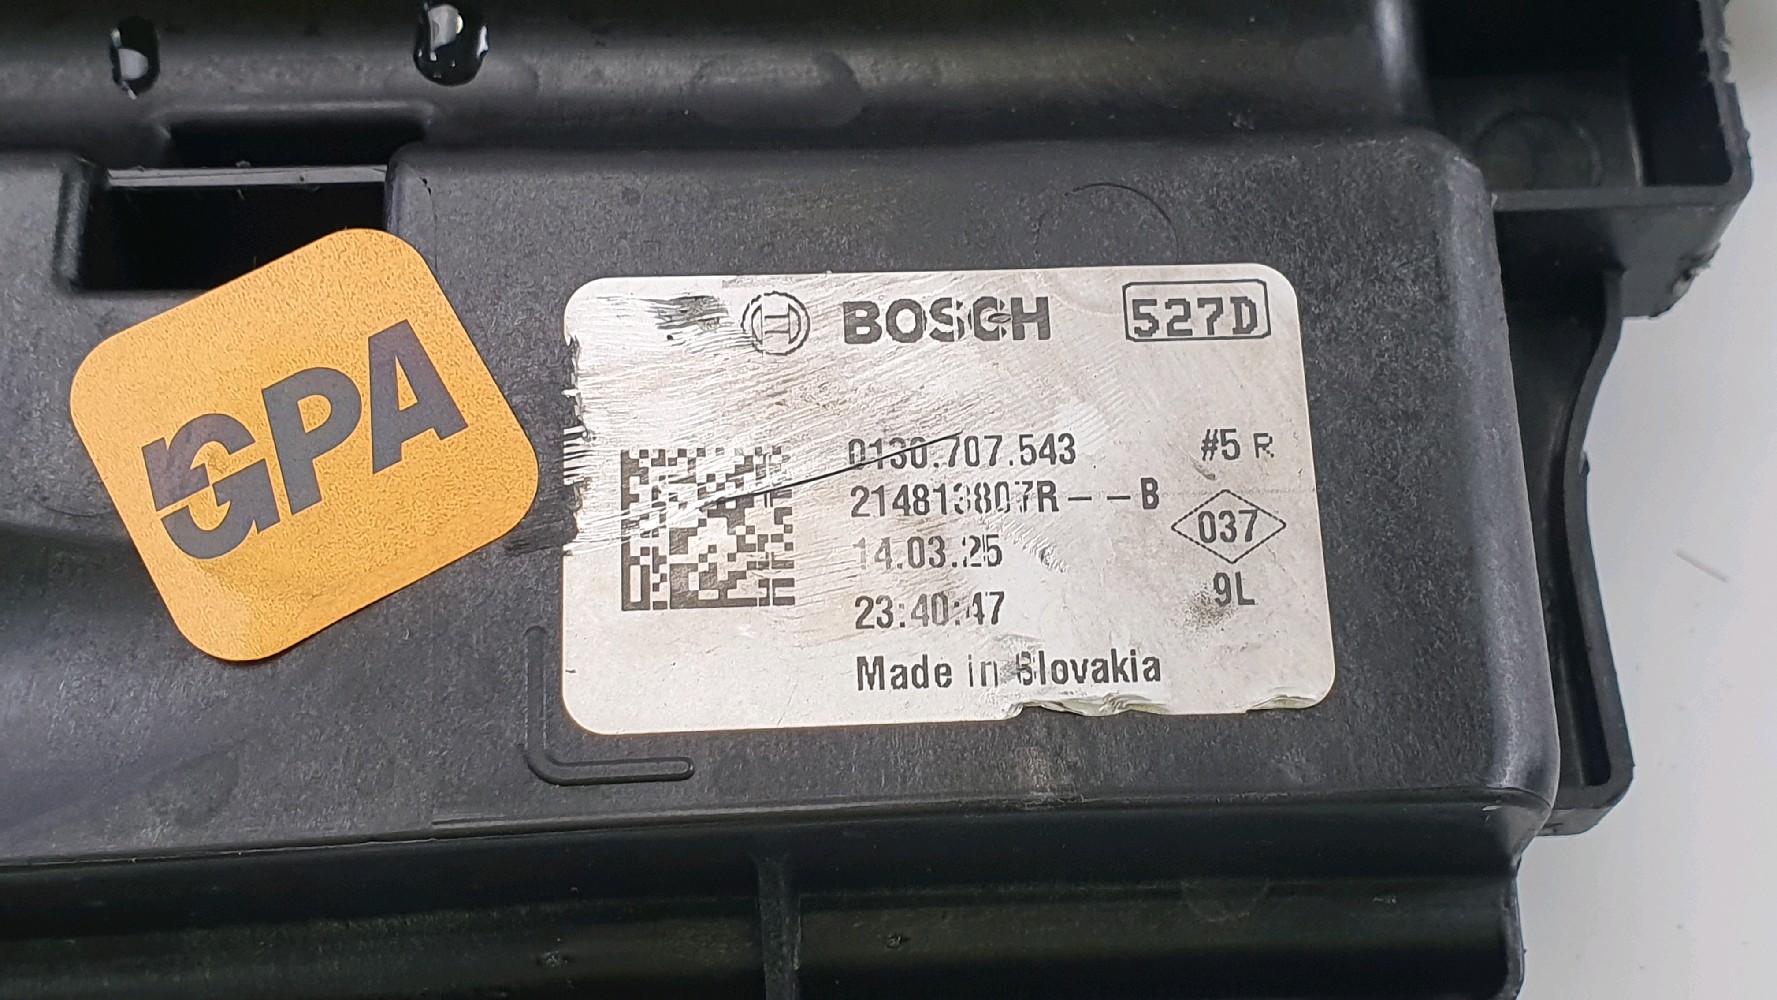 GPA
BOSCH 527D
0130.707.543 #5 R
214813807R--B
037
14.03.25
23:40:47 9L
Made in Slovakia